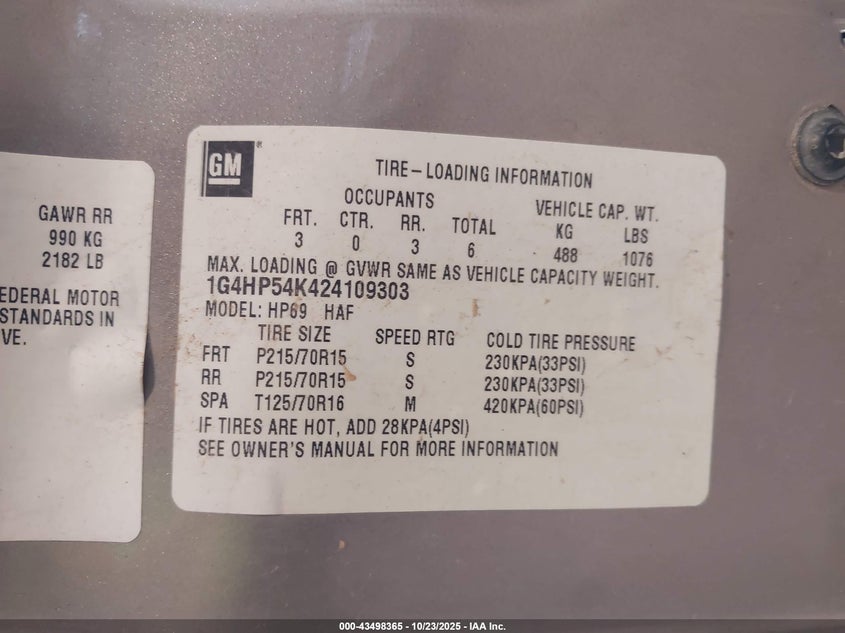 GAWR RR
990 KG
2182 LB
EDERAL MOTOR
STANDARDS IN
VE.
GM
TIRE-LOADING INFORMATION
OCCUPANTS VEHICLE CAP. WT.
FRT. CTR. RR. TOTAL KG LBS
3 0 3 6 488 1076
MAX. LOADING @ GVWR SAME AS VEHICLE CAPACITY WEIGHT.
1G4HP54K424109303
MODEL: HP69 HAF
TIRE SIZE SPEED RTG COLD TIRE PRESSURE
FRT P215/70R15 S 230KPA(33PSI)
RR P215/70R15 S 230KPA(33PSI)
SPA T125/70R16 M 420KPA(60PSI)
IF TIRES ARE HOT, ADD 28KPA(4PSI)
SEE OWNER'S MANUAL FOR MORE INFORMATION
000-43498365 - 10/23/2025 - IAA Inc.